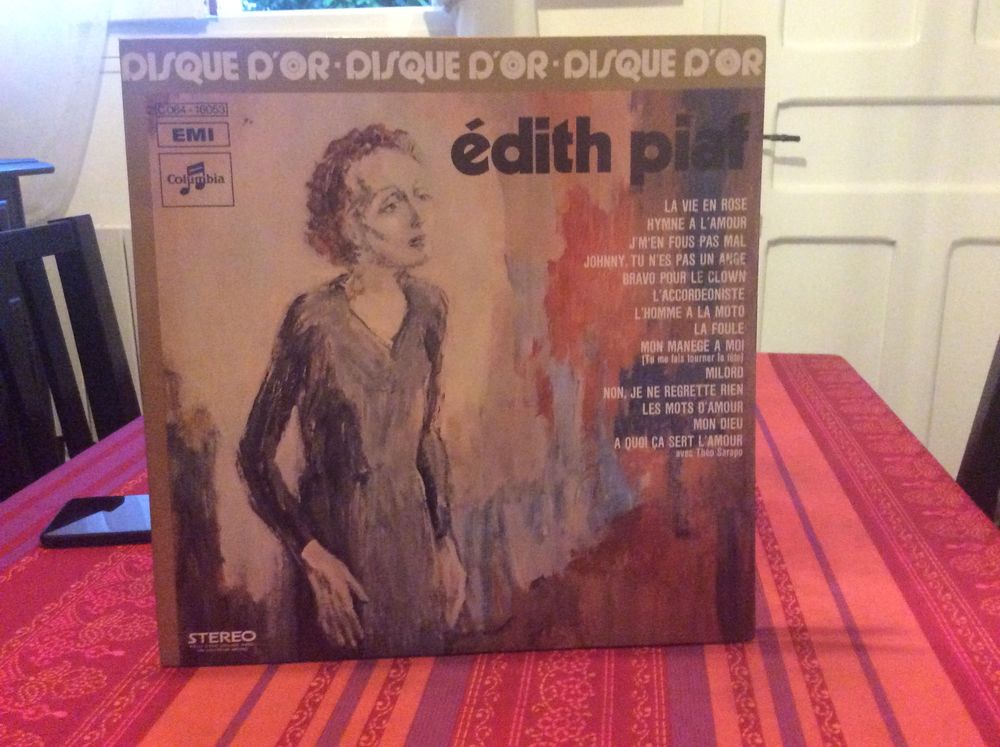 DISQUE D'OR · DISQUE D'OR · DISQUE D'OR
2C 064 - 16053
EMI
Columbia
édith piaf
LA VIE EN ROSE
HYMNE A L'AMOUR
J'M'EN FOUS PAS MAL
JOHNNY, TU N'ES PAS UN ANGE
BRAVO POUR LE CLOWN
L'ACCORDEONISTE
L'HOMME A LA MOTO
LA FOULE
MON MANEGE A MOI
(Tu me fais tourner la tête)
MILORD
NON, JE NE REGRETTE RIEN
LES MOTS D'AMOUR
MON DIEU
A QUOI ÇA SERT L'AMOUR
avec Théo Sarapo
STEREO